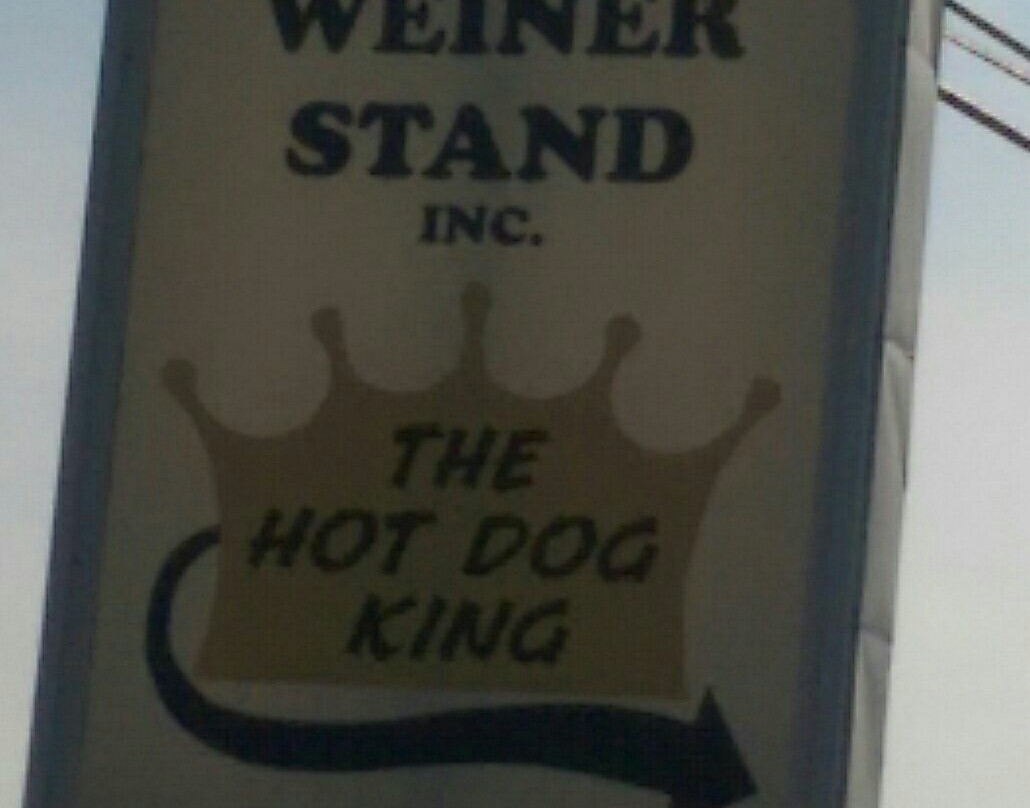 WEINER
STAND
INC.
THE
HOT DOG
KING